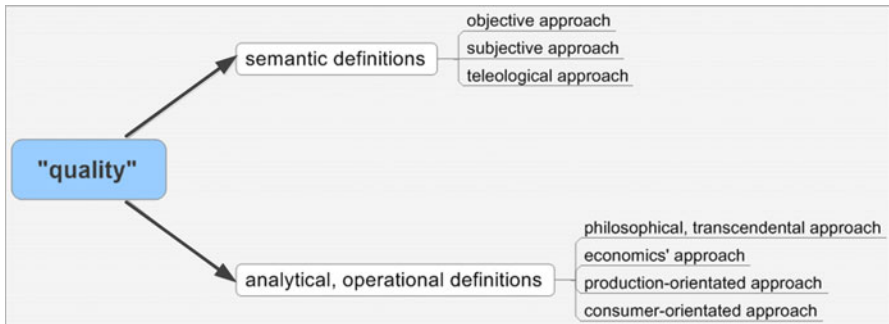 "quality"
semantic definitions
objective approach
subjective approach
teleological approach
analytical, operational definitions
philosophical, transcendental approach
economics' approach
production-orientated approach
consumer-orientated approach